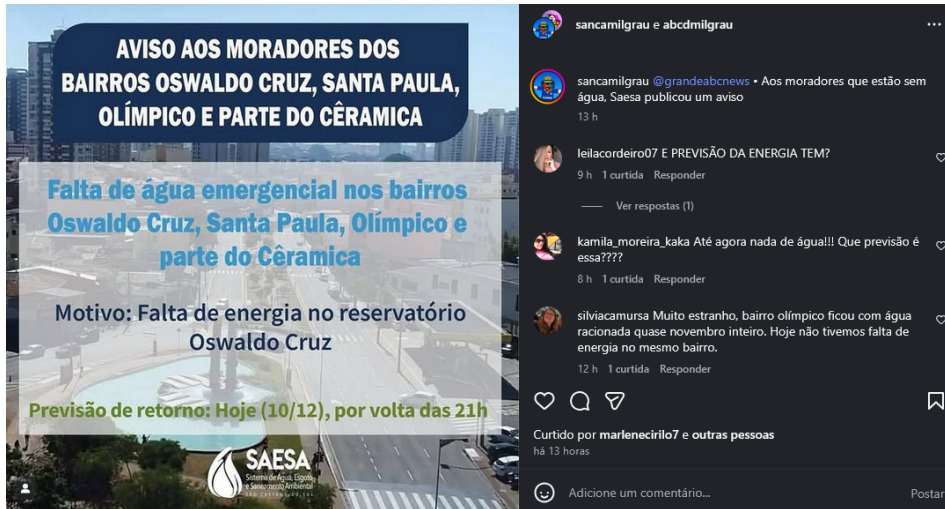 AVISO AOS MORADORES DOS
BAIRROS OSWALDO CRUZ, SANTA PAULA,
OLÍMPICO E PARTE DO CÊRAMICA
Falta de água emergencial nos bairros
Oswaldo Cruz, Santa Paula, Olímpico e
parte do Cêramica
Motivo: Falta de energia no reservatório
Oswaldo Cruz
Previsão de retorno: Hoje (10/12), por volta das 21h
SAESA
Sistema de Água, Esgoto
e Saneamento Ambiental
SÃO CAETANO DO SUL
sancamilgrau e abcdmilgrau
sancamilgrau @grandeabcnews • Aos moradores que estão sem
água, Saesa publicou um aviso
13 h
leilacordeiro07 E PREVISÃO DA ENERGIA TEM?
9 h 1 curtida Responder
Ver respostas (1)
kamila_moreira_kaka Até agora nada de água!!! Que previsão é
essa????
8 h 1 curtida Responder
silviacamursa Muito estranho, bairro olímpico ficou com água
racionada quase novembro inteiro. Hoje não tivemos falta de
energia no mesmo bairro.
12 h 1 curtida Responder
Curtido por marlenecirilo7 e outras pessoas
há 13 horas
Adicione um comentário...
Postar